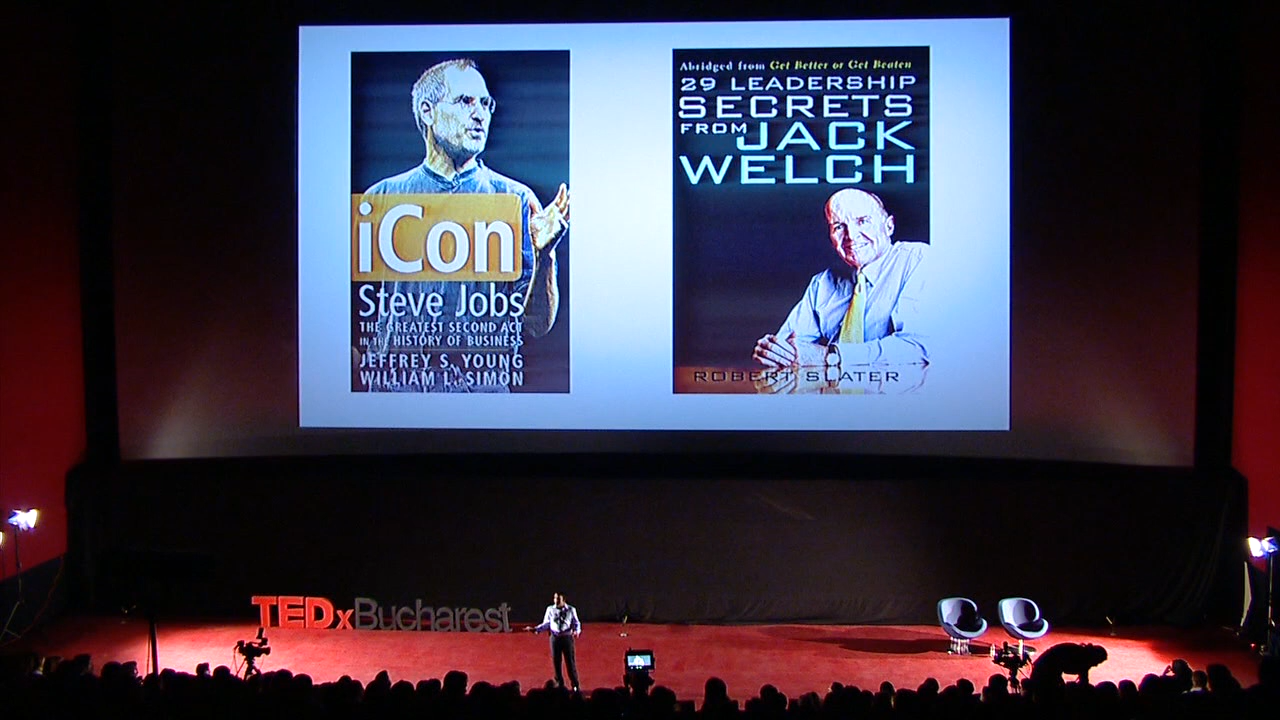 iCon
Steve Jobs
THE GREATEST SECOND ACT
IN THE HISTORY OF BUSINESS
JEFFREY S. YOUNG
WILLIAM L. SIMON
Abridged from Get Better or Get Beaten
29 LEADERSHIP
SECRETS
FROM JACK
WELCH
ROBERT SLATER
TEDxBucharest